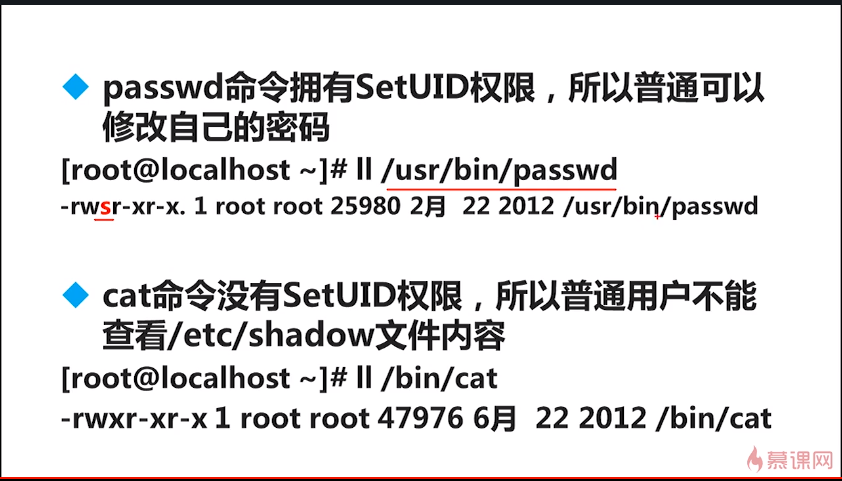 passwd命令拥有SetUID权限，所以普通可以
修改自己的密码
[root@localhost ~]# ll /usr/bin/passwd
-rwsr-xr-x. 1 root root 25980 2月 22 2012 /usr/bin/passwd
cat命令没有SetUID权限，所以普通用户不能
查看/etc/shadow文件内容
[root@localhost ~]# ll /bin/cat
-rwxr-xr-x 1 root root 47976 6月 22 2012 /bin/cat
慕课网